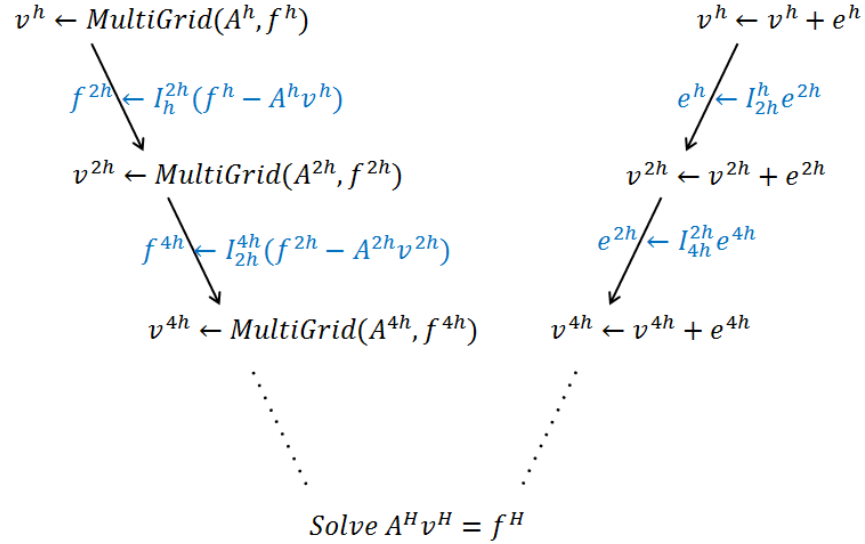 v^h ← MultiGrid(A^h, f^h)
v^h ← v^h + e^h
f^{2h} ← I_h^{2h}(f^h − A^h v^h)
e^h ← I_{2h}^h e^{2h}
v^{2h} ← MultiGrid(A^{2h}, f^{2h})
v^{2h} ← v^{2h} + e^{2h}
f^{4h} ← I_{2h}^{4h}(f^{2h} − A^{2h} v^{2h})
e^{2h} ← I_{4h}^{2h} e^{4h}
v^{4h} ← MultiGrid(A^{4h}, f^{4h})
v^{4h} ← v^{4h} + e^{4h}
Solve A^H v^H = f^H